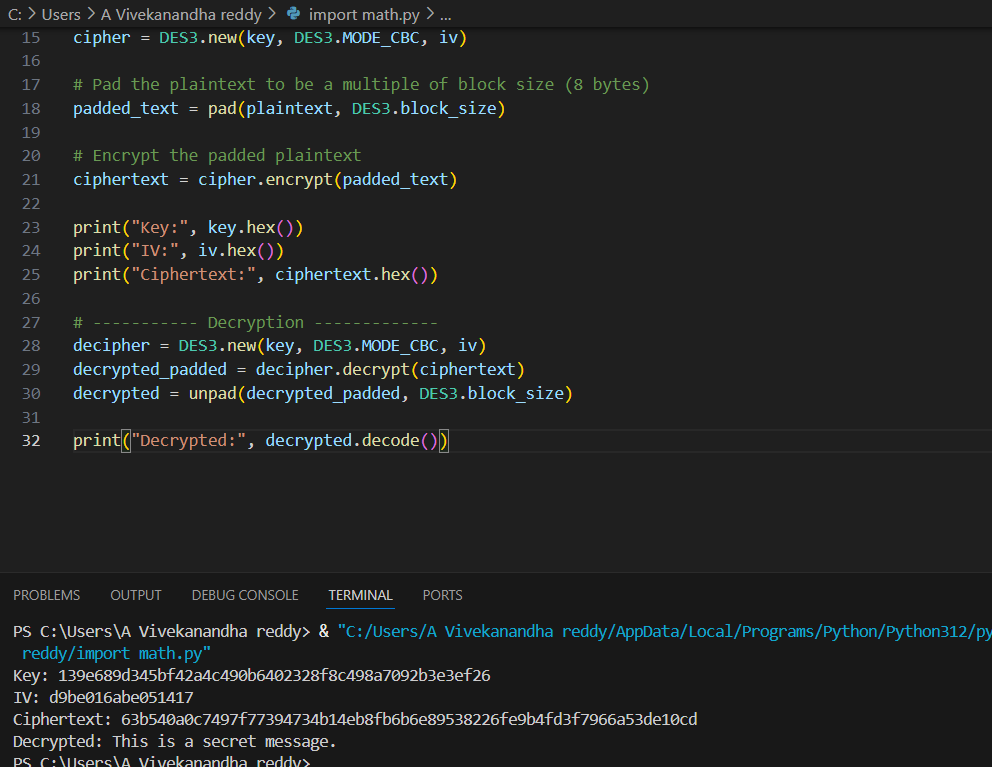 C: > Users > A Vivekanandha reddy > import math.py > ...
15 cipher = DES3.new(key, DES3.MODE_CBC, iv)
16
17 # Pad the plaintext to be a multiple of block size (8 bytes)
18 padded_text = pad(plaintext, DES3.block_size)
19
20 # Encrypt the padded plaintext
21 ciphertext = cipher.encrypt(padded_text)
22
23 print("Key:", key.hex())
24 print("IV:", iv.hex())
25 print("Ciphertext:", ciphertext.hex())
26
27 # ----------- Decryption -------------
28 decipher = DES3.new(key, DES3.MODE_CBC, iv)
29 decrypted_padded = decipher.decrypt(ciphertext)
30 decrypted = unpad(decrypted_padded, DES3.block_size)
31
32 print("Decrypted:", decrypted.decode())
PROBLEMS OUTPUT DEBUG CONSOLE TERMINAL PORTS
PS C:\Users\A Vivekanandha reddy> & "C:/Users/A Vivekanandha reddy/AppData/Local/Programs/Python/Python312/py
reddy/import math.py"
Key: 139e689d345bf42a4c490b6402328f8c498a7092b3e3ef26
IV: d9be016abe051417
Ciphertext: 63b540a0c7497f77394734b14eb8fb6b6e89538226fe9b4fd3f7966a53de10cd
Decrypted: This is a secret message.
PS C:\Users\A Vivekanandha reddy>